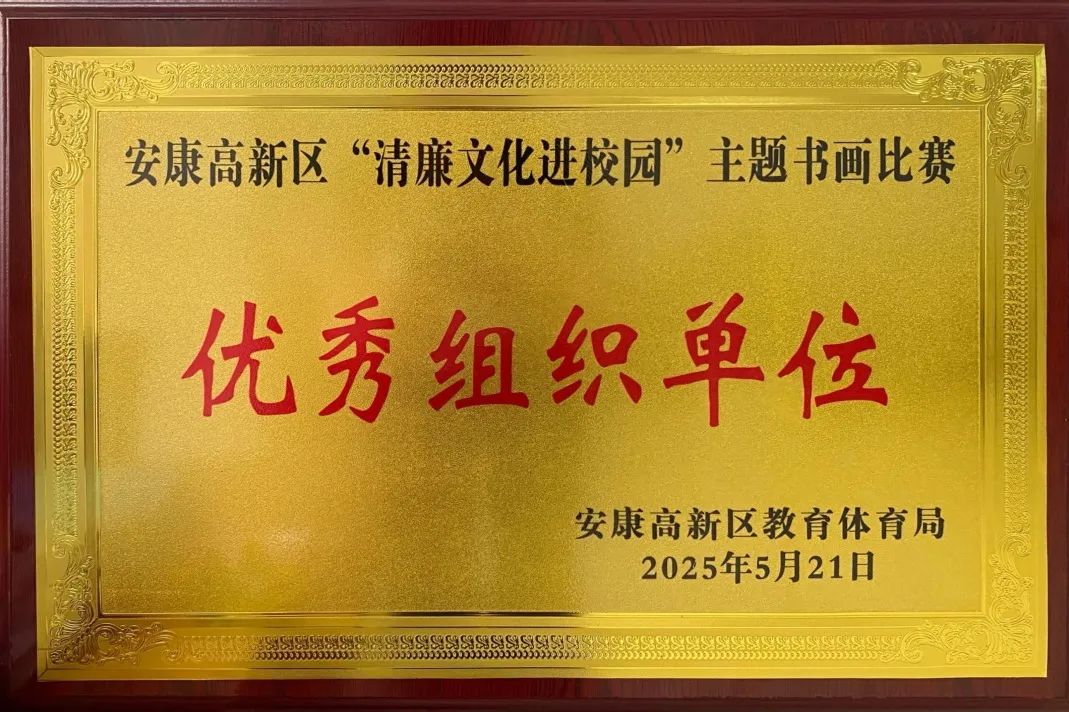 安康高新区“清廉文化进校园”主题书画比赛
优秀组织单位
安康高新区教育体育局
2025年5月21日